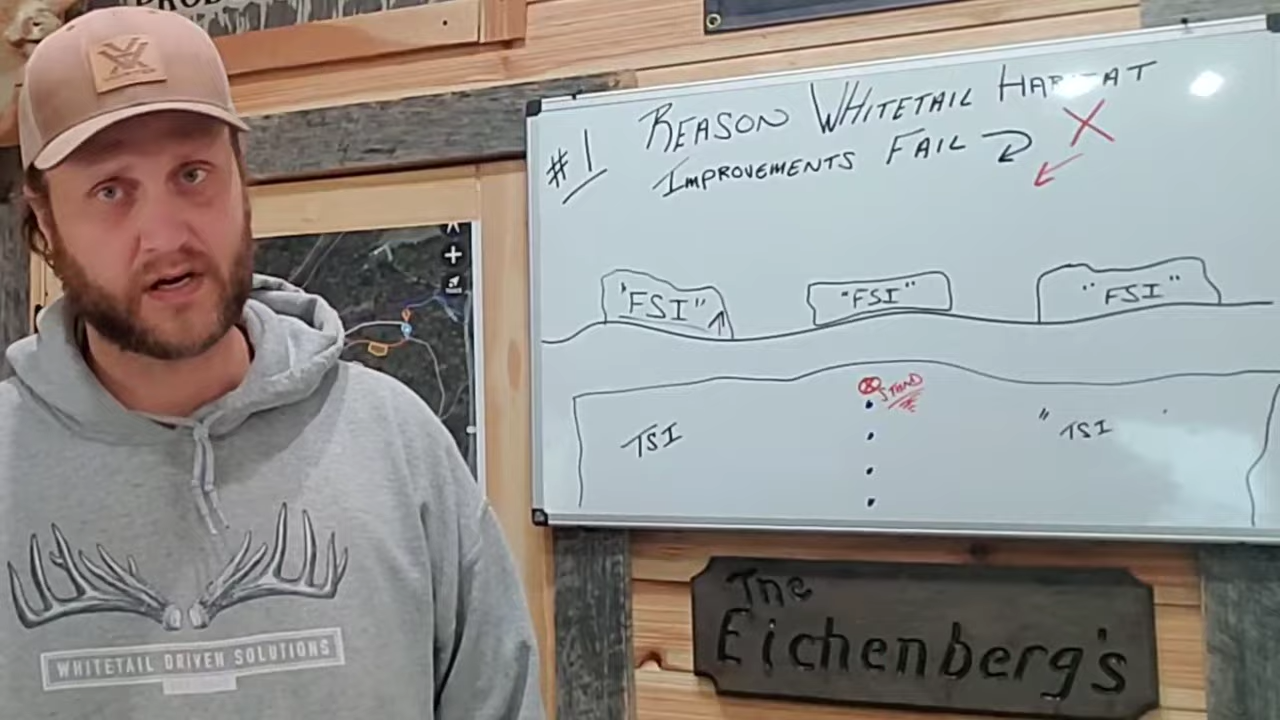 #1 REASON WHITETAIL HABITAT
IMPROVEMENTS FAIL
"FSI"
"FSI"
"FSI"
STAND
TSI
" TSI
WHITETAIL DRIVEN SOLUTIONS
The
Eichenberg's